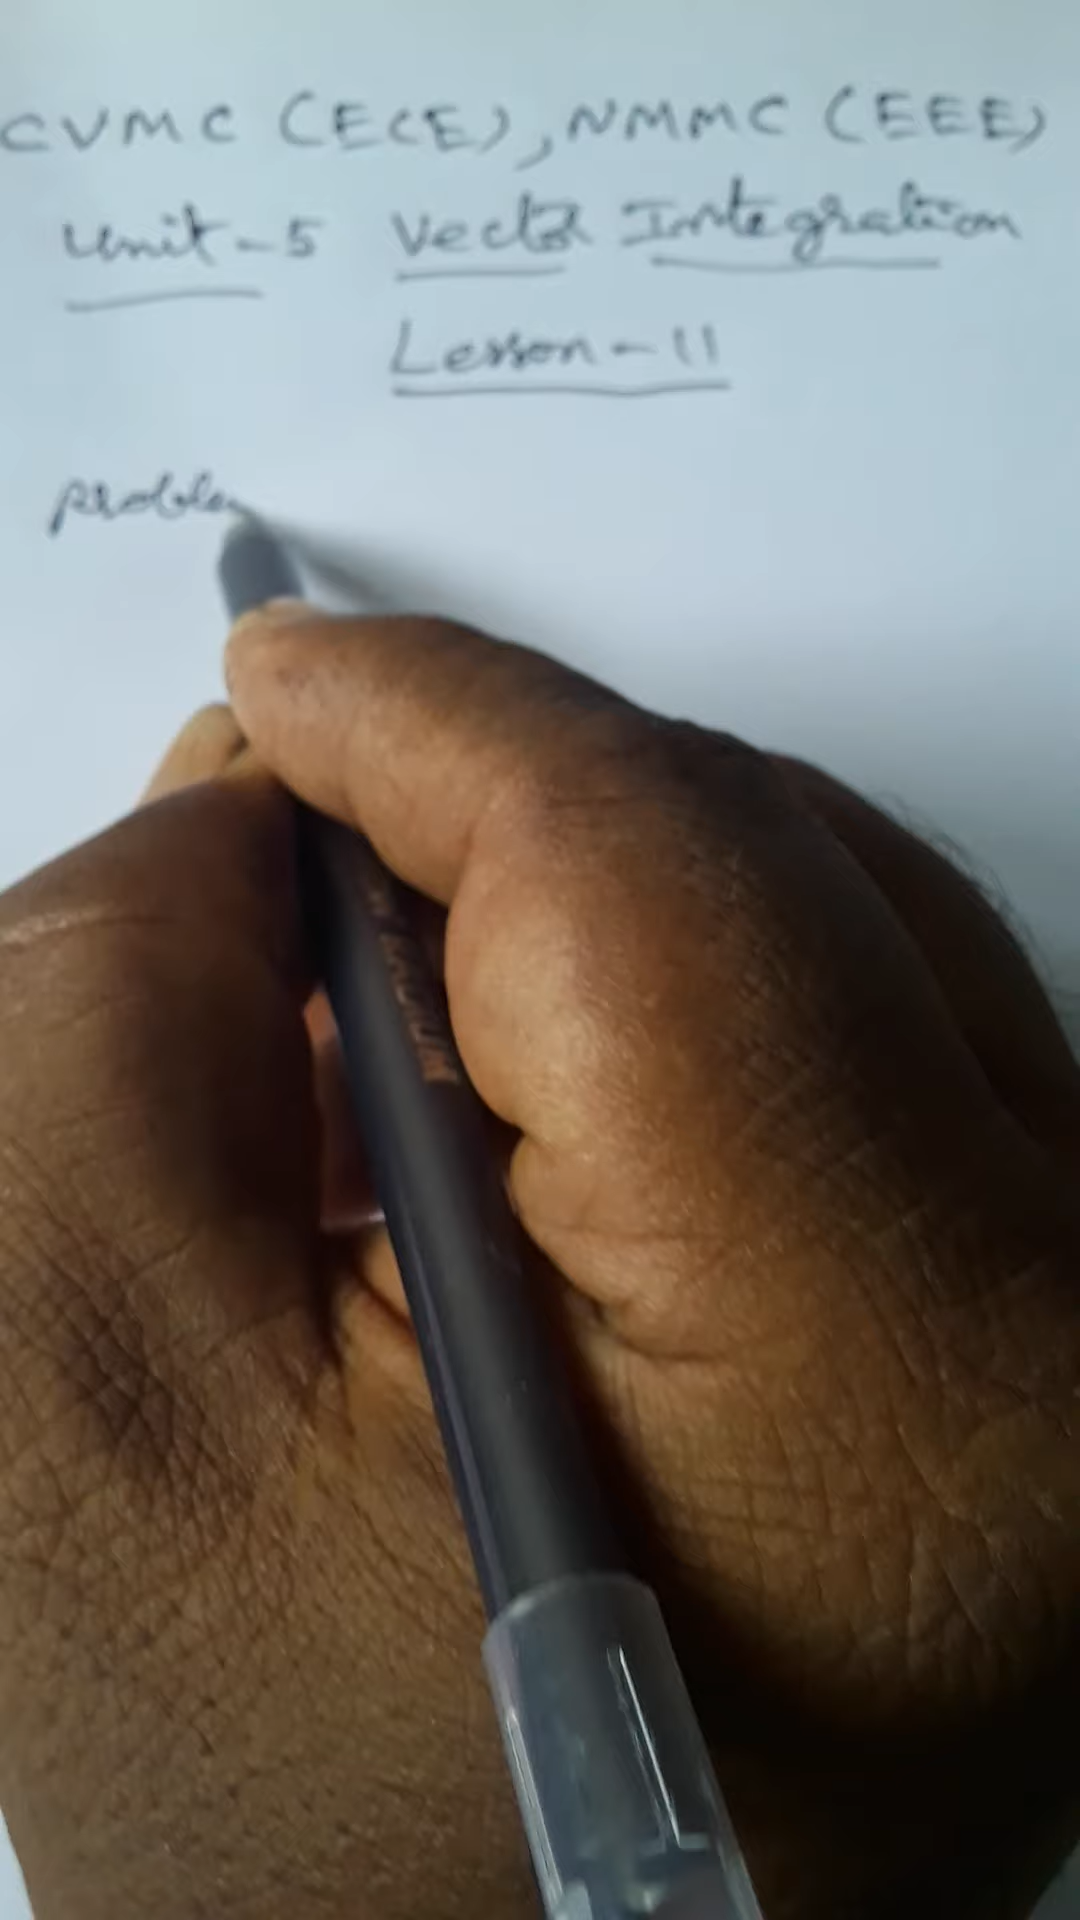 CVMC (ECE), NMMC (EEE)
Unit-5 Vector Integration
Lesson-11
Problem